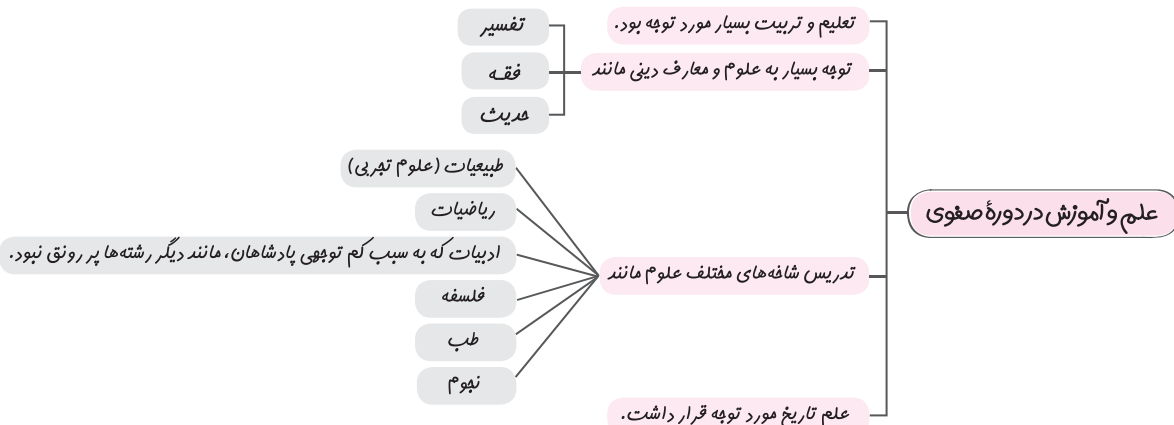 علم و آموزش در دورهٔ صفوی
تعلیم و تربیت بسیار مورد توجه بود.
توجه بسیار به علوم و معارف دینی مانند
تفسیر
فقه
حدیث
تدریس شاخه‌های مختلف علوم مانند
طبیعیات (علوم تجربی)
ریاضیات
ادبیات که به سبب کم توجهی پادشاهان، مانند دیگر رشته‌ها پر رونق نبود.
فلسفه
طب
نجوم
علم تاریخ مورد توجه قرار داشت.